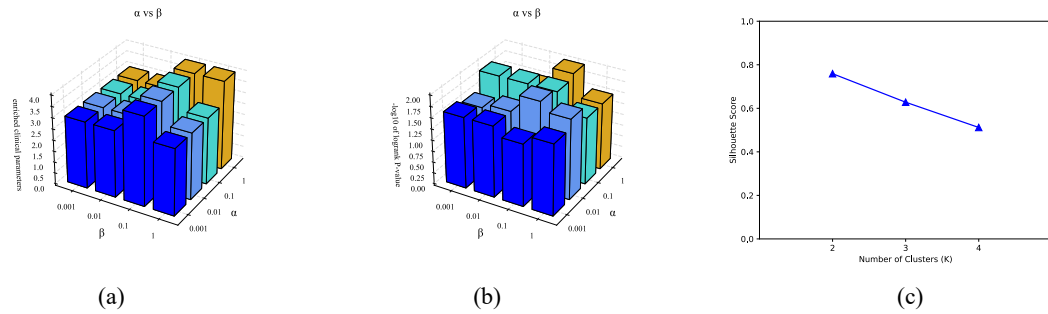 α vs β
enriched clinical parameters
4.0
3.5
3.0
2.5
2.0
1.5
1.0
0.5
0.0
0.001
0.01
0.1
1
β
0.001
0.01
0.1
1
α
(a)
α vs β
-log10 of logrank P-value
2.00
1.75
1.50
1.25
1.00
0.75
0.50
0.25
0.00
0.001
0.01
0.1
1
β
0.001
0.01
0.1
1
α
(b)
Silhouette Score
1.0
0.8
0.6
0.4
0.2
0.0
2 3 4
Number of Clusters (K)
(c)